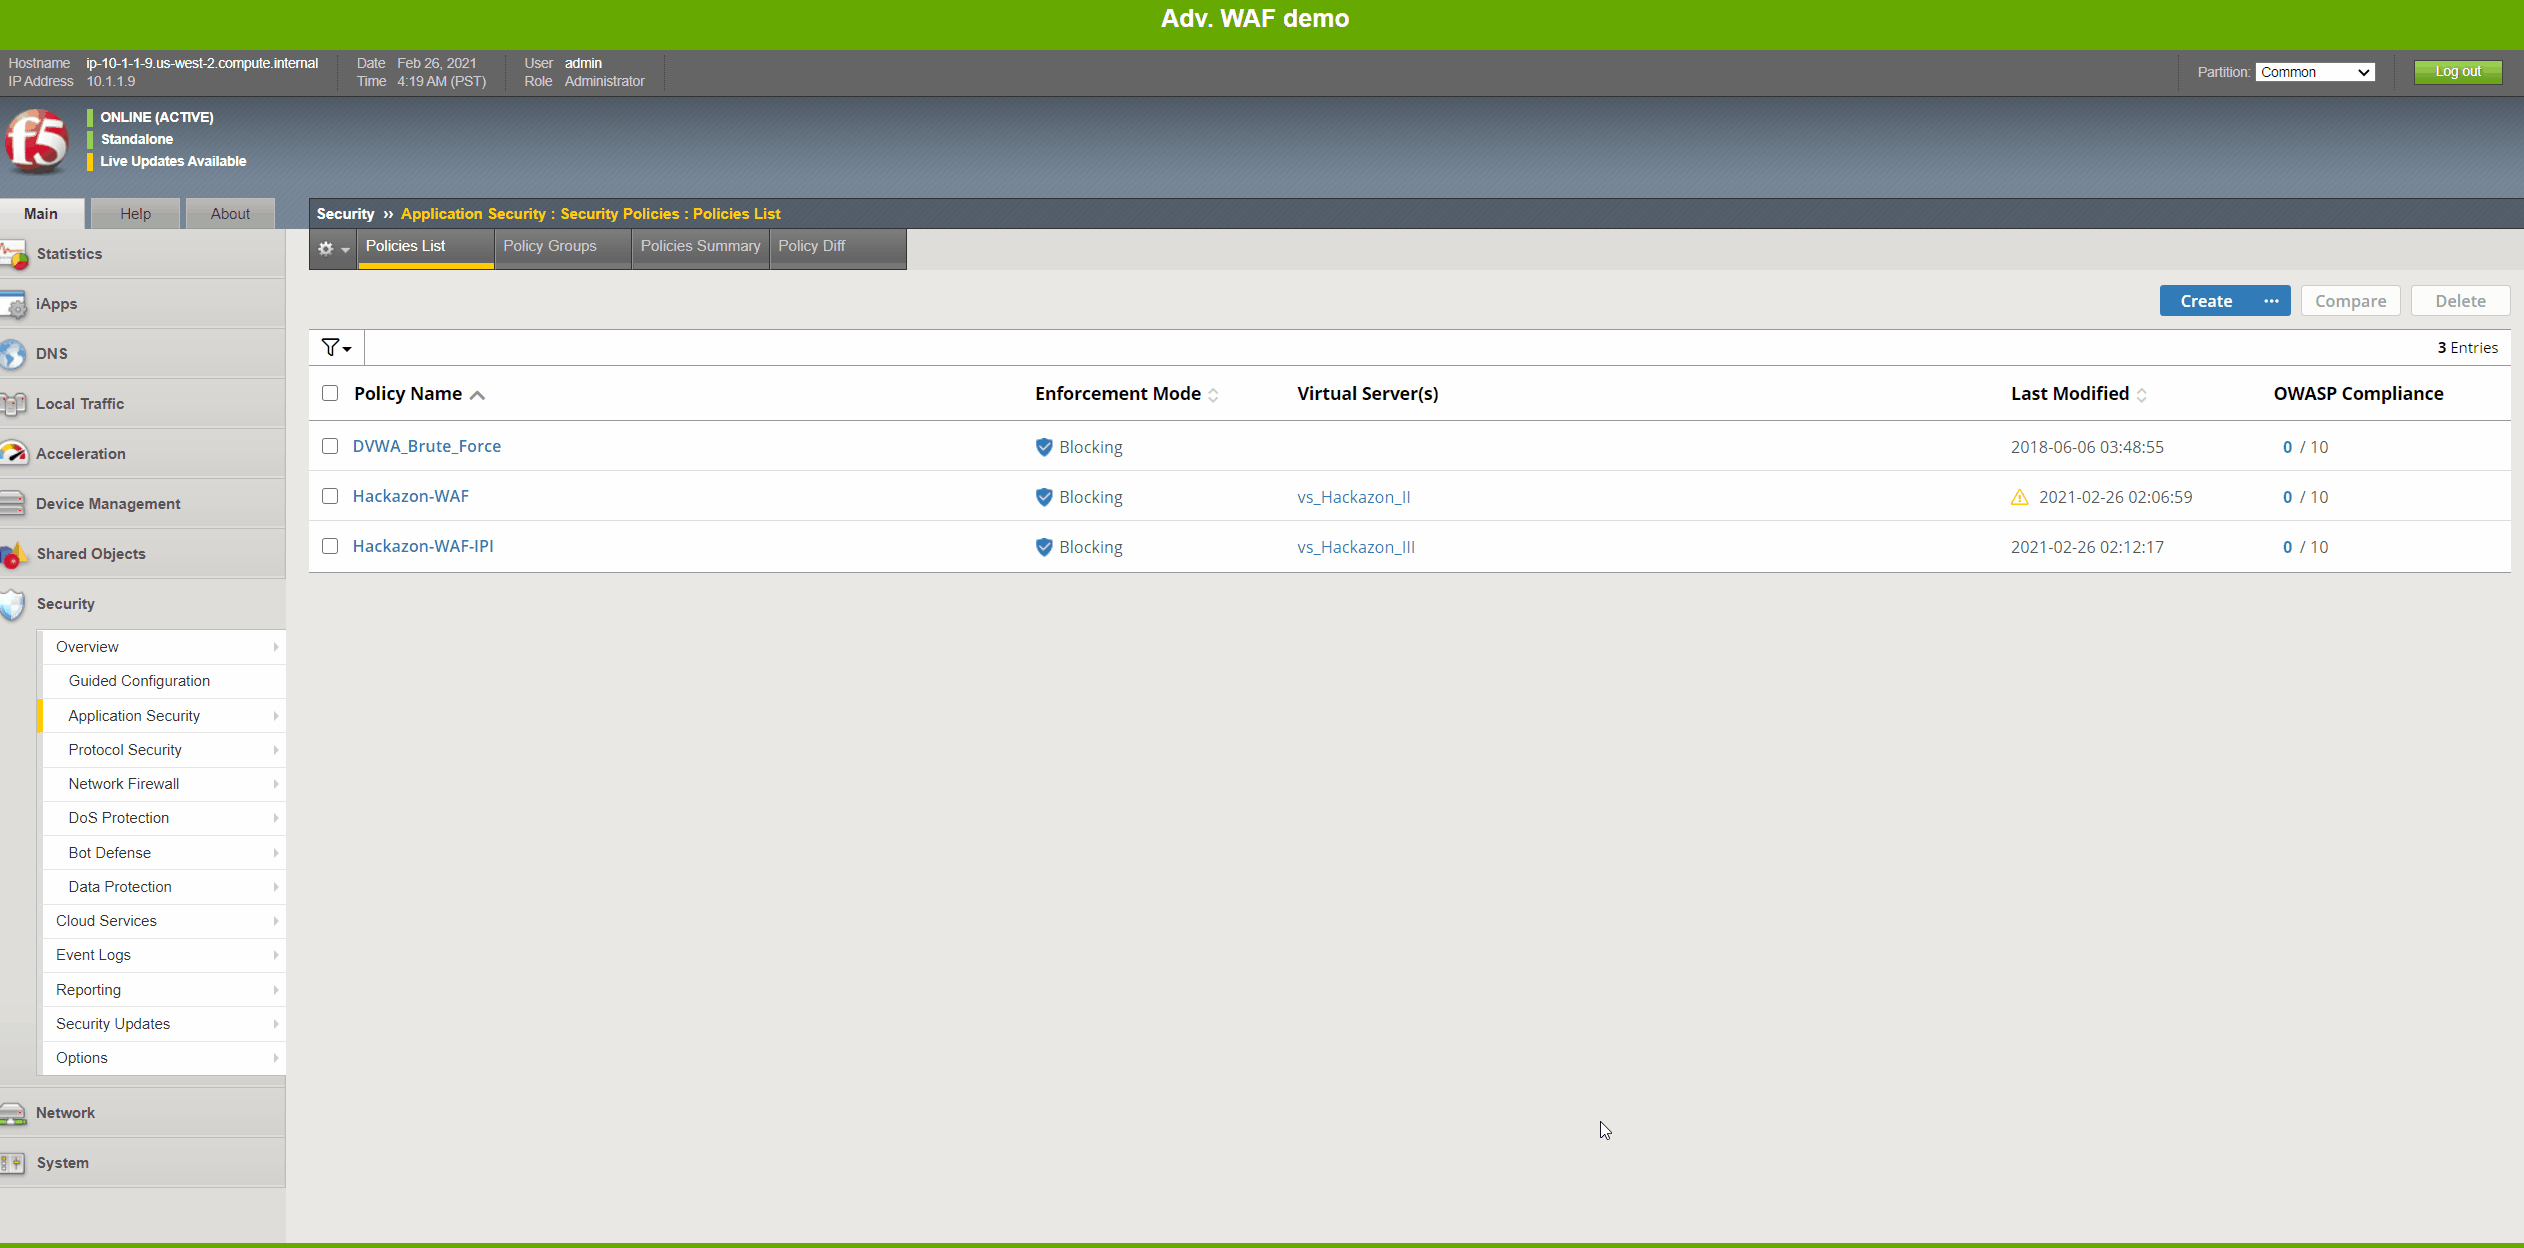 Adv. WAF demo
Hostname ip-10-1-1-9.us-west-2.compute.internal Date Feb 26, 2021 User admin Partition: Common Log out
IP Address 10.1.1.9 Time 4:19 AM (PST) Role Administrator
f5
ONLINE (ACTIVE)
Standalone
Live Updates Available
Main Help About
Security ›› Application Security : Security Policies : Policies List
Policies List Policy Groups Policies Summary Policy Diff
Create ... Compare Delete
3 Entries
Policy Name Enforcement Mode Virtual Server(s) Last Modified OWASP Compliance
DVWA_Brute_Force Blocking 2018-06-06 03:48:55 0 / 10
Hackazon-WAF Blocking vs_Hackazon_II 2021-02-26 02:06:59 0 / 10
Hackazon-WAF-IPI Blocking vs_Hackazon_III 2021-02-26 02:12:17 0 / 10
Statistics
iApps
DNS
Local Traffic
Acceleration
Device Management
Shared Objects
Security
Overview
Guided Configuration
Application Security
Protocol Security
Network Firewall
DoS Protection
Bot Defense
Data Protection
Cloud Services
Event Logs
Reporting
Security Updates
Options
Network
System